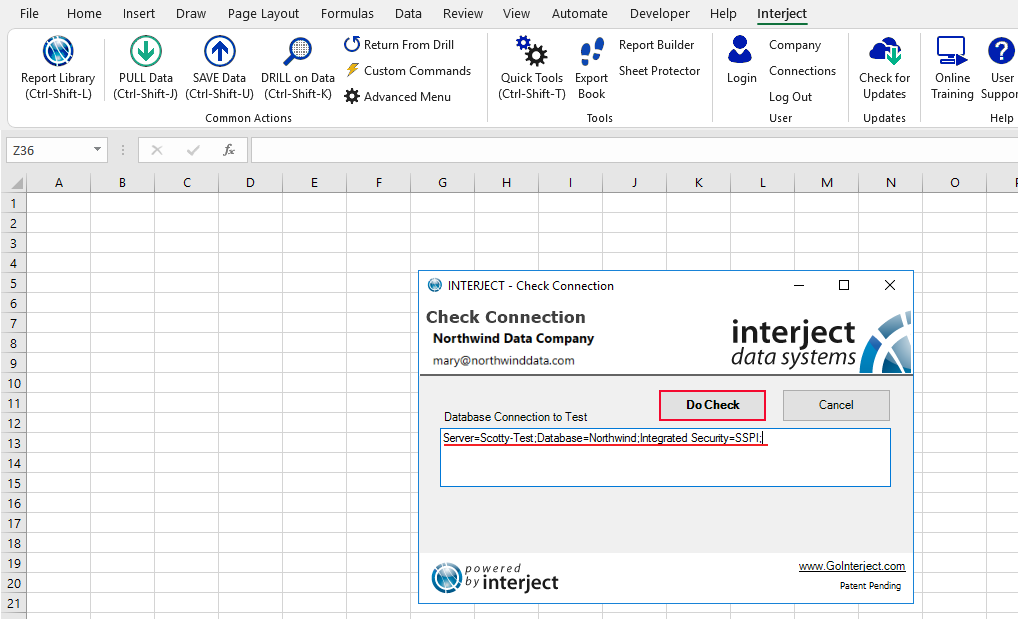 File Home Insert Draw Page Layout Formulas Data Review View Automate Developer Help Interject
Report Library
(Ctrl-Shift-L)
PULL Data
(Ctrl-Shift-J)
SAVE Data
(Ctrl-Shift-U)
DRILL on Data
(Ctrl-Shift-K)
Return From Drill
Custom Commands
Advanced Menu
Common Actions
Quick Tools
(Ctrl-Shift-T)
Export
Book
Report Builder
Sheet Protector
Tools
Login
Company
Connections
Log Out
User
Check for
Updates
Updates
Online
Training
User
Suppor
Help
Z36
fx
A B C D E F G H I J K L M N O
1
2
3
4
5
6
7
8
9
10
11
12
13
14
15
16
17
18
19
20
21
INTERJECT - Check Connection
Check Connection
Northwind Data Company
mary@northwinddata.com
interject
data systems
Do Check
Cancel
Database Connection to Test
Server=Scotty-Test;Database=Northwind;Integrated Security=SSPI;
powered
by interject
www.GoInterject.com
Patent Pending